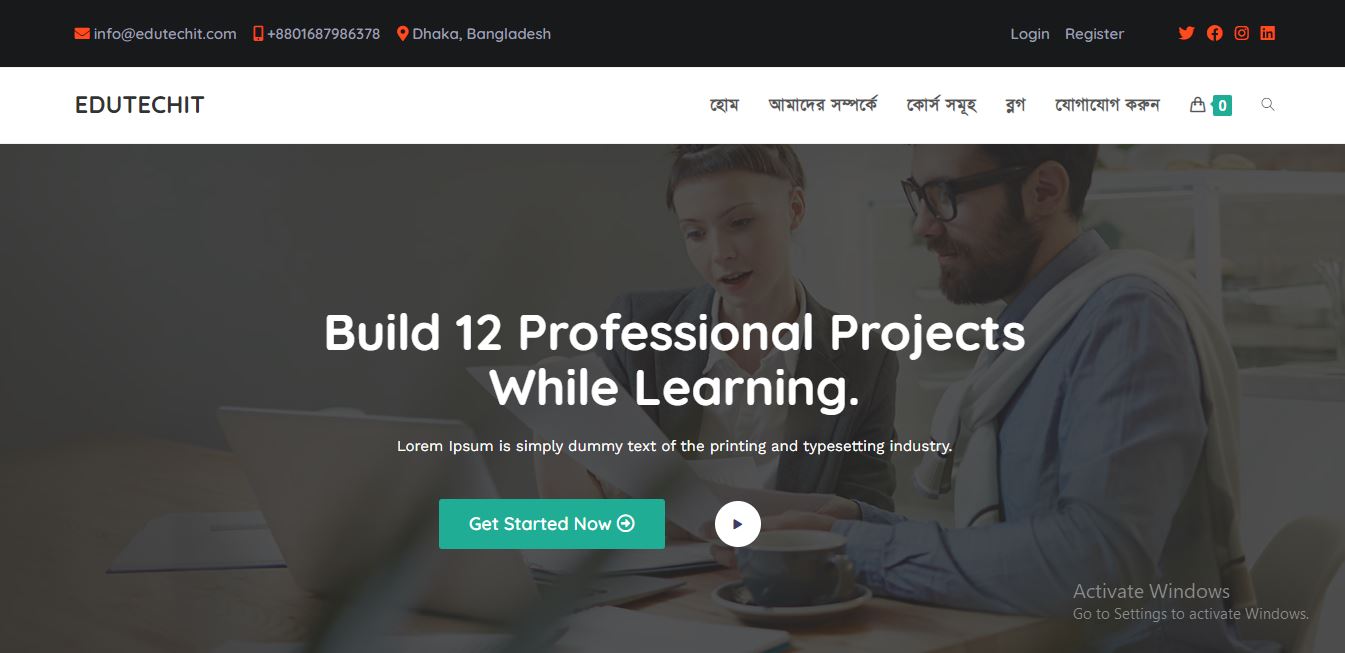 info@edutechit.com +8801687986378 Dhaka, Bangladesh Login Register
EDUTECHIT হোম আমাদের সম্পর্কে কোর্স সমূহ ব্লগ যোগাযোগ করুন 0
Build 12 Professional Projects
While Learning.
Lorem Ipsum is simply dummy text of the printing and typesetting industry.
Get Started Now
Activate Windows
Go to Settings to activate Windows.